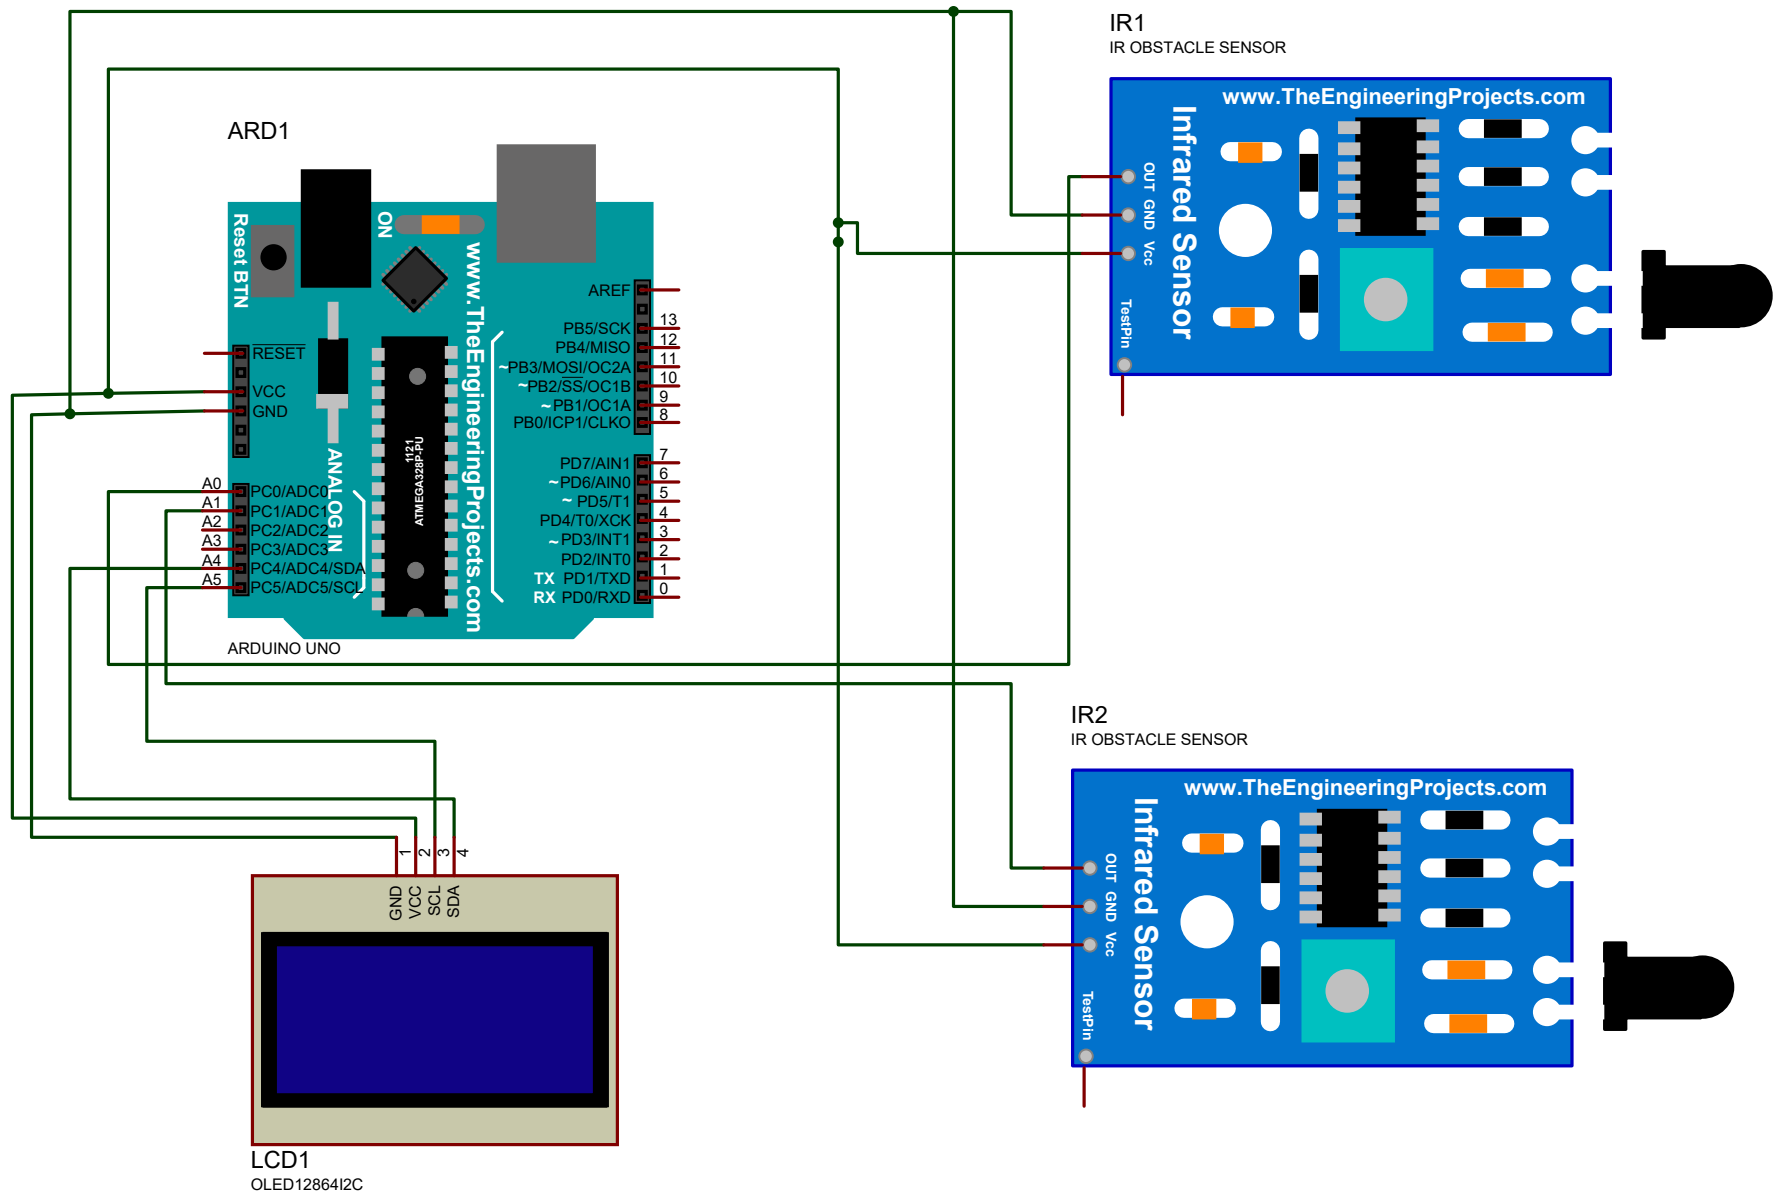 IR1
IR OBSTACLE SENSOR
www.TheEngineeringProjects.com
Infrared Sensor
OUT
GND
Vcc
TestPin
ARD1
Reset BTN
ON
www.TheEngineeringProjects.com
RESET
VCC
GND
ANALOG IN
1121
ATMEGA328P-PU
A0 PC0/ADC0
A1 PC1/ADC1
A2 PC2/ADC2
A3 PC3/ADC3
A4 PC4/ADC4/SDA
A5 PC5/ADC5/SCL
AREF
PB5/SCK 13
PB4/MISO 12
~PB3/MOSI/OC2A 11
~PB2/SS/OC1B 10
~PB1/OC1A 9
PB0/ICP1/CLKO 8
PD7/AIN1 7
~PD6/AIN0 6
~PD5/T1 5
PD4/T0/XCK 4
~PD3/INT1 3
PD2/INT0 2
TX PD1/TXD 1
RX PD0/RXD 0
ARDUINO UNO
IR2
IR OBSTACLE SENSOR
www.TheEngineeringProjects.com
Infrared Sensor
OUT
GND
Vcc
TestPin
1 2 3 4
GND
VCC
SCL
SDA
LCD1
OLED12864I2C